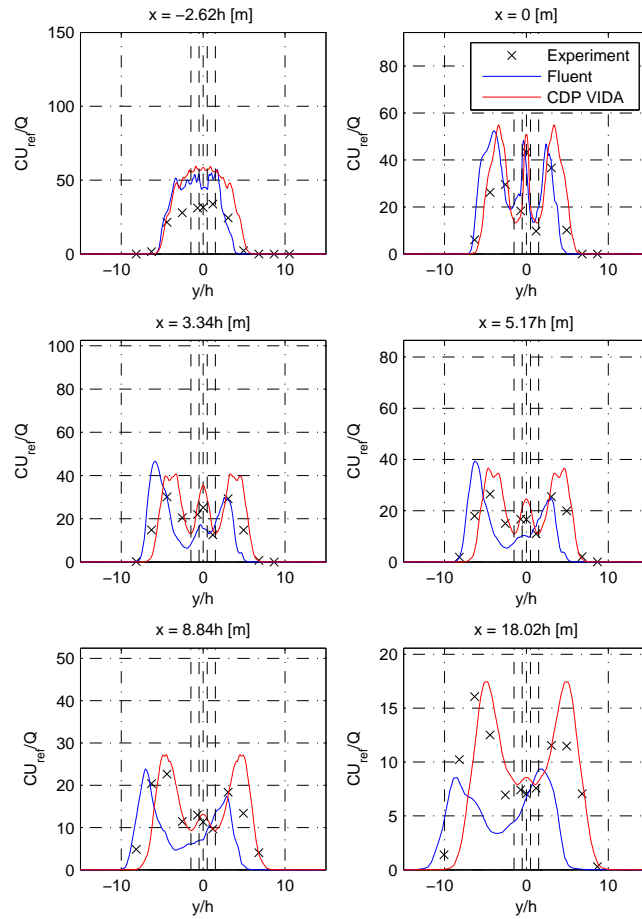 x = −2.62h [m]
150
100
50
0
CU_ref/Q
−10 0 10
y/h
x = 0 [m]
Experiment
Fluent
CDP VIDA
80
60
40
20
0
−10 0 10
y/h
x = 3.34h [m]
100
80
60
40
20
0
CU_ref/Q
−10 0 10
y/h
x = 5.17h [m]
80
60
40
20
0
CU_ref/Q
−10 0 10
y/h
x = 8.84h [m]
50
40
30
20
10
0
CU_ref/Q
−10 0 10
y/h
x = 18.02h [m]
20
15
10
5
0
CU_ref/Q
−10 0 10
y/h